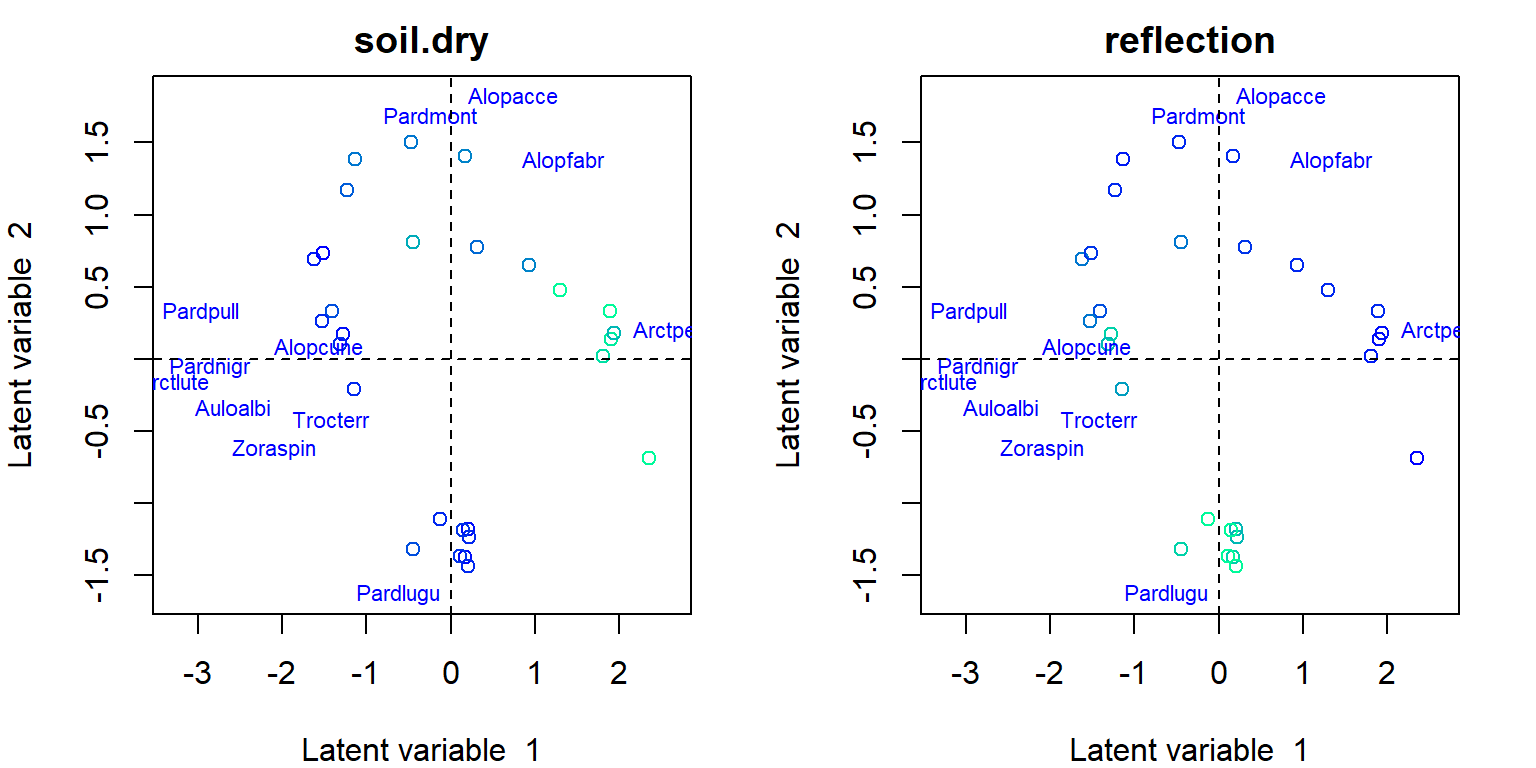 soil.dry
Alopacce
Pardmont
Alopfabr
Pardpull
Arctpe
Alopcune
Pardnigr
rctlute
Auloalbi
Trocterr
Zoraspin
Pardlugu
1.5
1.0
0.5
-0.5
-1.5
Latent variable 2
-3 -2 -1 0 1 2
Latent variable 1
reflection
Alopacce
Pardmont
Alopfabr
Pardpull
Arctpe
Alopcune
Pardnigr
rctlute
Auloalbi
Trocterr
Zoraspin
Pardlugu
1.5
1.0
0.5
-0.5
-1.5
Latent variable 2
-3 -2 -1 0 1 2
Latent variable 1